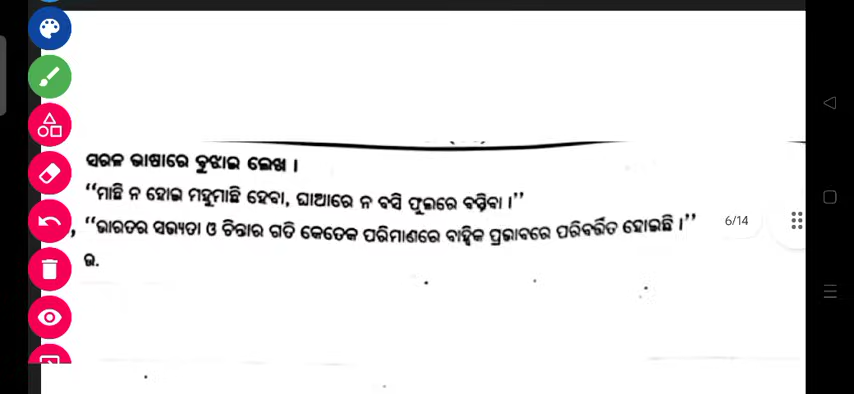 ସରଳ ଭାଷାରେ ବୁଝାଇ ଲେଖ ।
“ମାଛି ନ ହୋଇ ମହୁମାଛି ହେବା, ଘାଆରେ ନ ବସି ଫୁଲରେ ବସିବା ।”
“ଭାରତର ସଭ୍ୟତା ଓ ଚିନ୍ତାର ଗତି କେତେକ ପରିମାଣରେ ବାହ୍ୟିକ ପ୍ରଭାବରେ ପରିବର୍ତ୍ତିତ ହୋଇଛି ।”
6/14
ଉ.